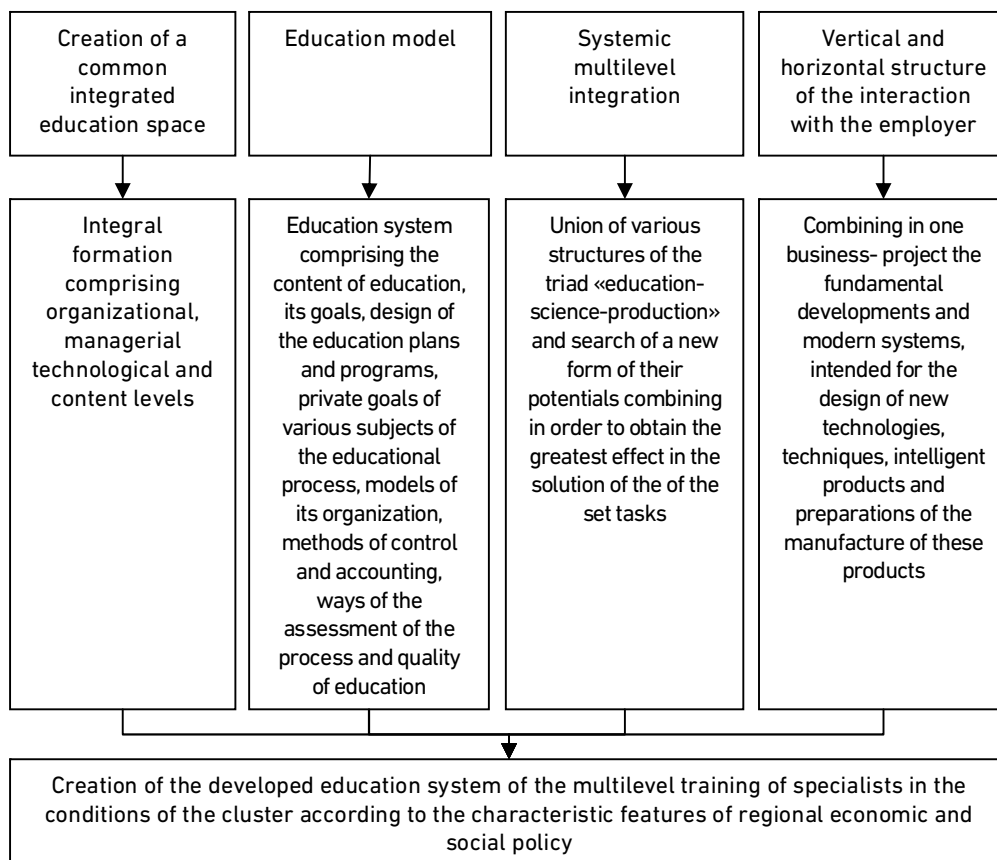 Creation of a
common
integrated
education space
Education model
Systemic
multilevel
integration
Vertical and
horizontal structure
of the interaction
with the employer
Integral
formation
comprising
organizational,
managerial
technological and
content levels
Education system
comprising the
content of education,
its goals, design of
the education plans
and programs,
private goals of
various subjects of
the educational
process, models of
its organization,
methods of control
and accounting,
ways of the
assessment of the
process and quality
of education
Union of various
structures of the
triad «education-
science-production»
and search of a new
form of their
potentials combining
in order to obtain the
greatest effect in the
solution of the of the
set tasks
Combining in one
business- project the
fundamental
developments and
modern systems,
intended for the
design of new
technologies,
techniques, intelligent
products and
preparations of the
manufacture of these
products
Creation of the developed education system of the multilevel training of specialists in the
conditions of the cluster according to the characteristic features of regional economic and
social policy